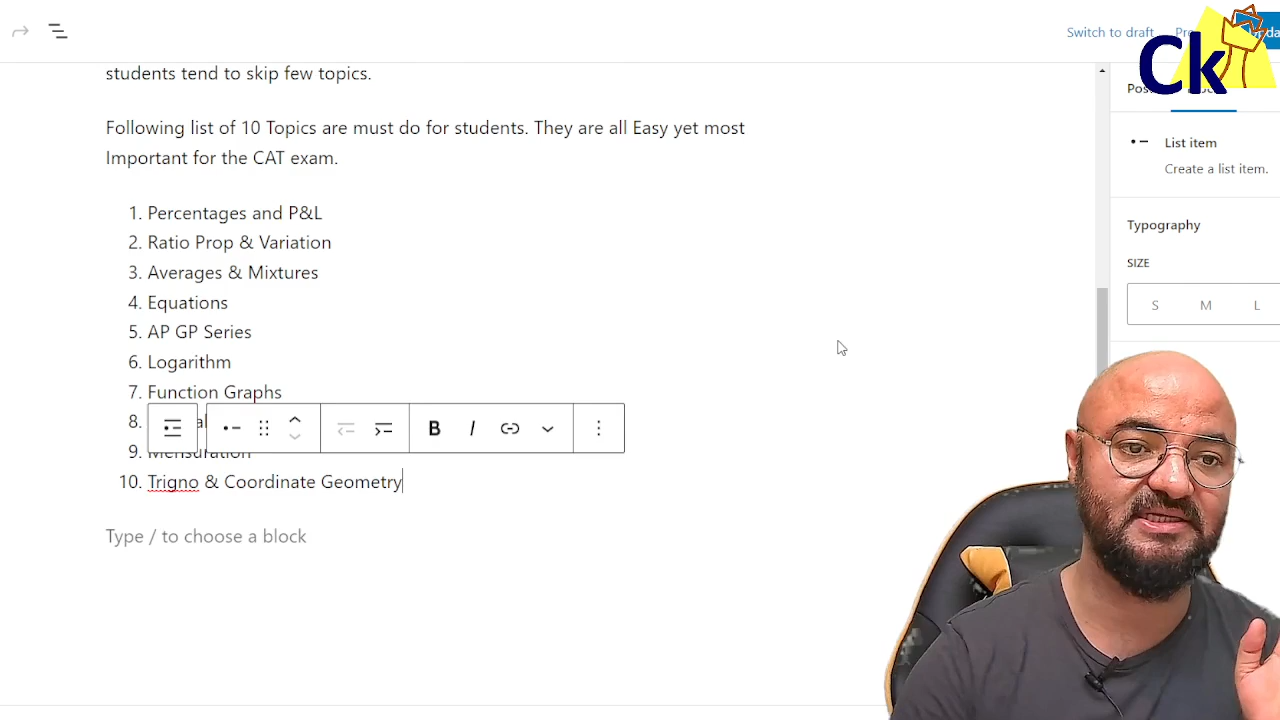 Switch to draft
Ck
students tend to skip few topics.
Following list of 10 Topics are must do for students. They are all Easy yet most
Important for the CAT exam.
List item
Create a list item.
1. Percentages and P&L
2. Ratio Prop & Variation
3. Averages & Mixtures
4. Equations
5. AP GP Series
6. Logarithm
7. Function Graphs
8.
9. Mensuration
10. Trigno & Coordinate Geometry
Typography
SIZE
S M L
B I
Type / to choose a block